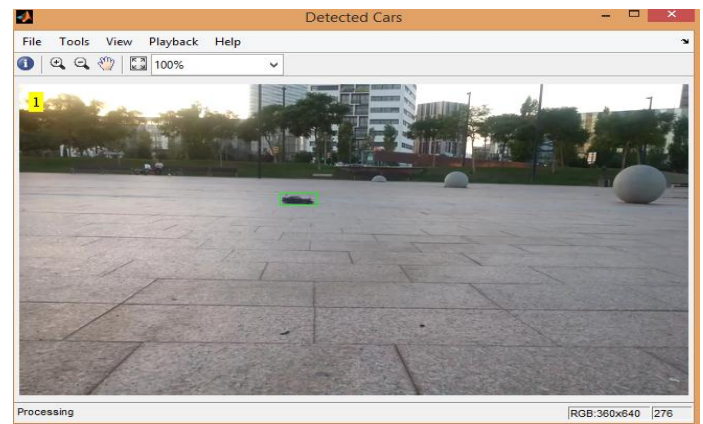 Detected Cars
File Tools View Playback Help
100%
1
Processing
RGB:360x640 276